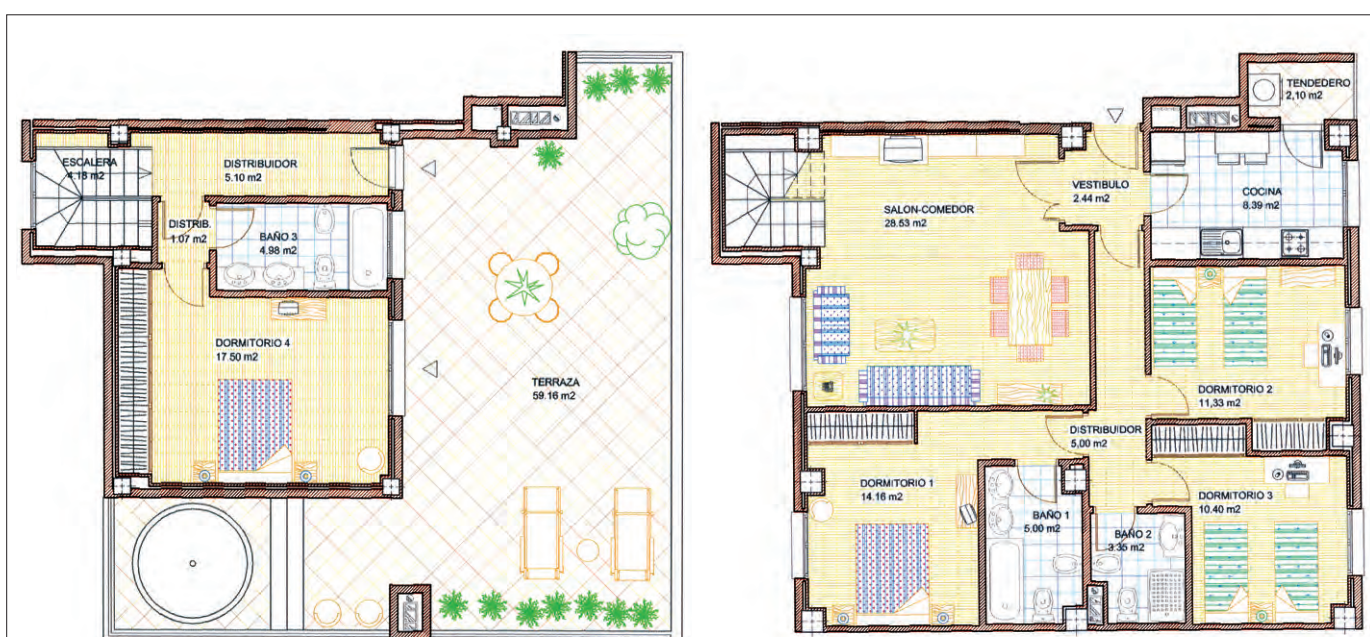 ESCALERA
4.18 m2
DISTRIBUIDOR
5.10 m2
DISTRIB.
1.07 m2
BAÑO 3
4.98 m2
DORMITORIO 4
17.50 m2
TERRAZA
59.16 m2
TENDEDERO
2,10 m2
VESTIBULO
2.44 m2
COCINA
8.39 m2
SALON-COMEDOR
28.53 m2
DORMITORIO 2
11,33 m2
DISTRIBUIDOR
5,00 m2
DORMITORIO 1
14.16 m2
BAÑO 1
5.00 m2
BAÑO 2
3.35 m2
DORMITORIO 3
10.40 m2